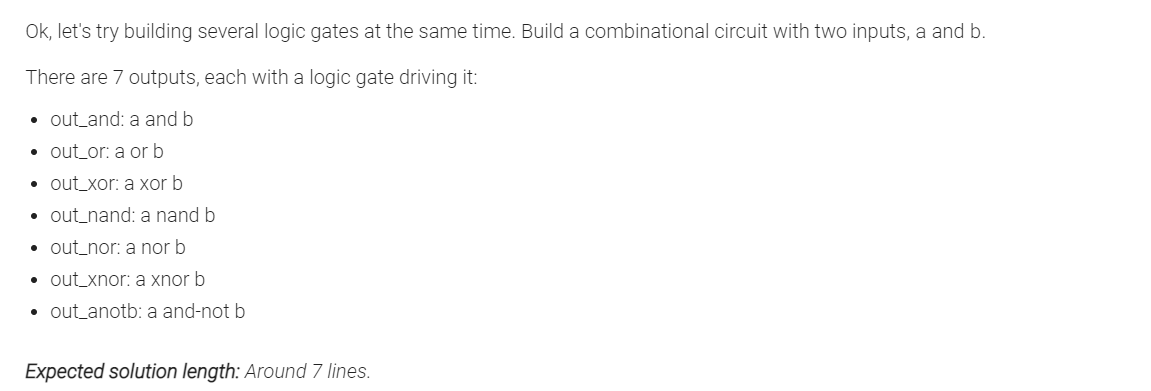 Ok, let's try building several logic gates at the same time. Build a combinational circuit with two inputs, a and b.
There are 7 outputs, each with a logic gate driving it:
• out_and: a and b
• out_or: a or b
• out_xor: a xor b
• out_nand: a nand b
• out_nor: a nor b
• out_xnor: a xnor b
• out_anotb: a and-not b
Expected solution length: Around 7 lines.